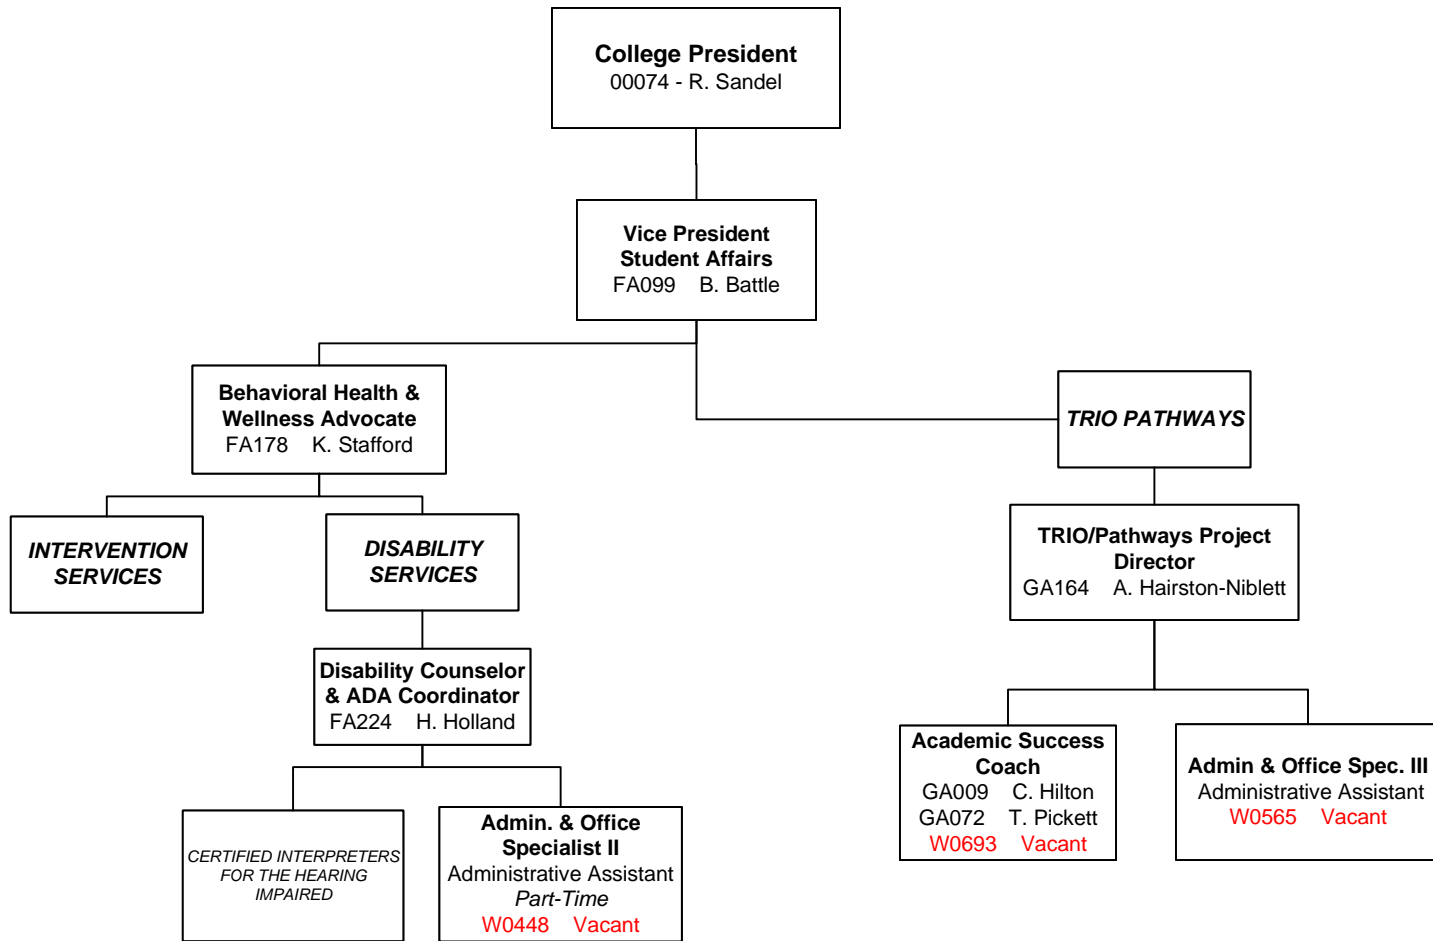 College President
00074 - R. Sandel
Vice President
Student Affairs
FA099 B. Battle
Behavioral Health &
Wellness Advocate
FA178 K. Stafford
TRIO PATHWAYS
INTERVENTION
SERVICES
DISABILITY
SERVICES
TRIO/Pathways Project
Director
GA164 A. Hairston-Niblett
Disability Counselor
& ADA Coordinator
FA224 H. Holland
Academic Success
Coach
GA009 C. Hilton
GA072 T. Pickett
W0693 Vacant
Admin & Office Spec. III
Administrative Assistant
W0565 Vacant
CERTIFIED INTERPRETERS
FOR THE HEARING
IMPAIRED
Admin. & Office
Specialist II
Administrative Assistant
Part-Time
W0448 Vacant